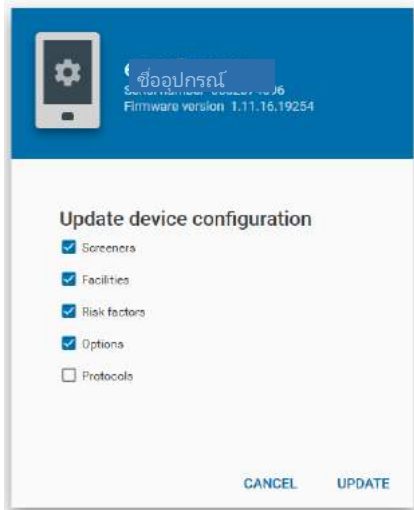 ชื่ออุปกรณ์
Firmware version 1.11.16.19254
Update device configuration
Screeners
Facilities
Risk factors
Options
Protocols
CANCEL UPDATE